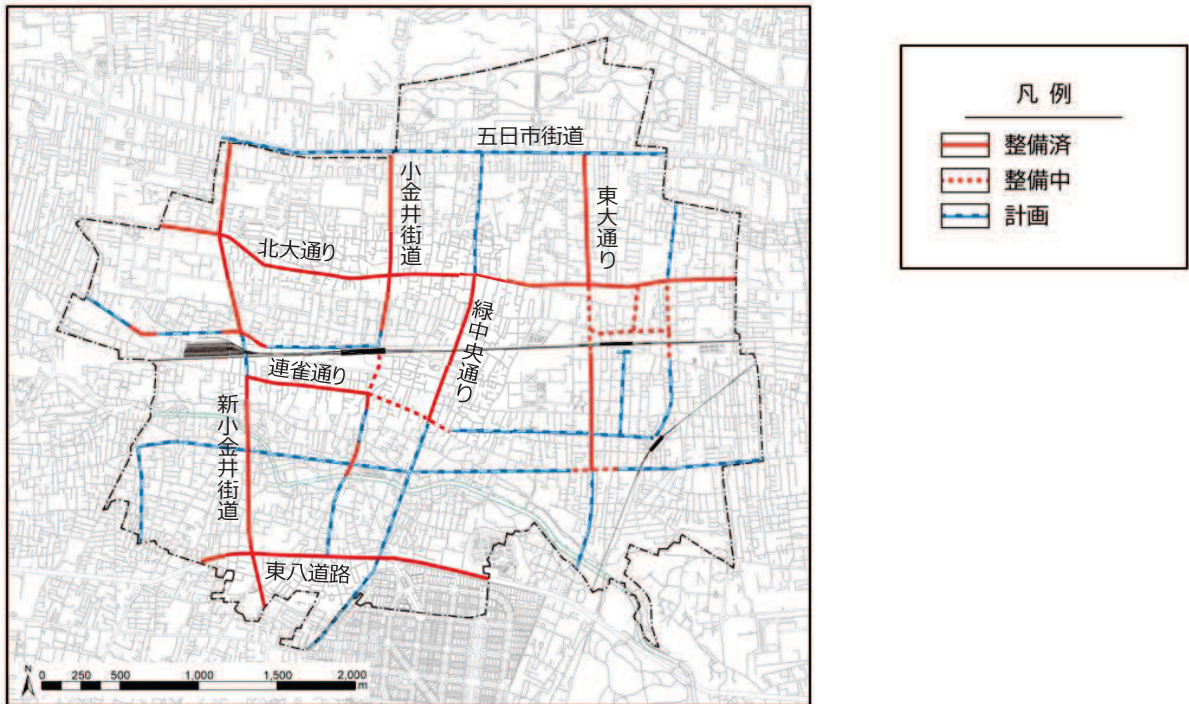 五日市街道
小金井街道
東大通り
北大通り
緑中央通り
連雀通り
新小金井街道
東八道路
N
0 250 500 1,000 1,500 2,000
m
凡例
整備済
整備中
計画